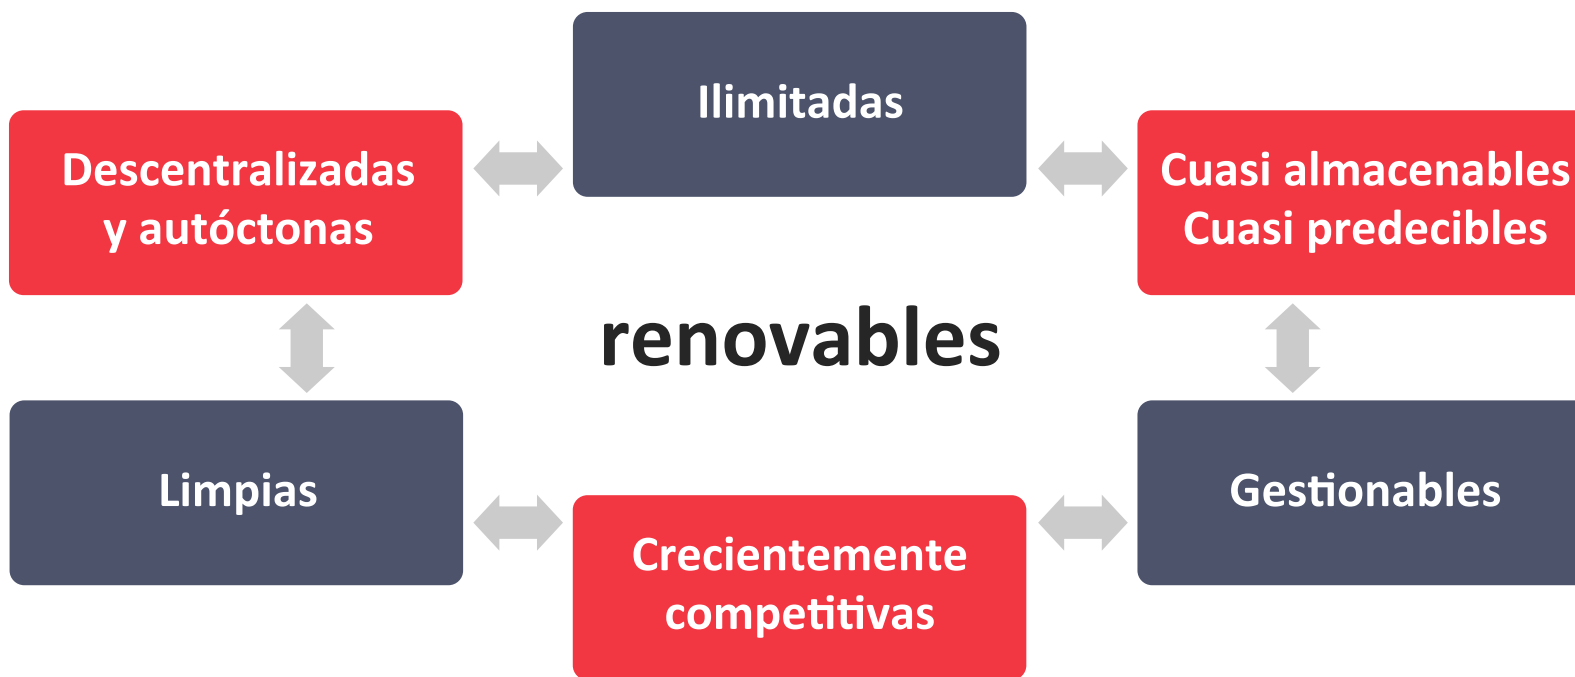 Ilimitadas
Descentralizadas
y autóctonas
Cuasi almacenables
Cuasi predecibles
renovables
Limpias
Gestionables
Crecientemente
competitivas